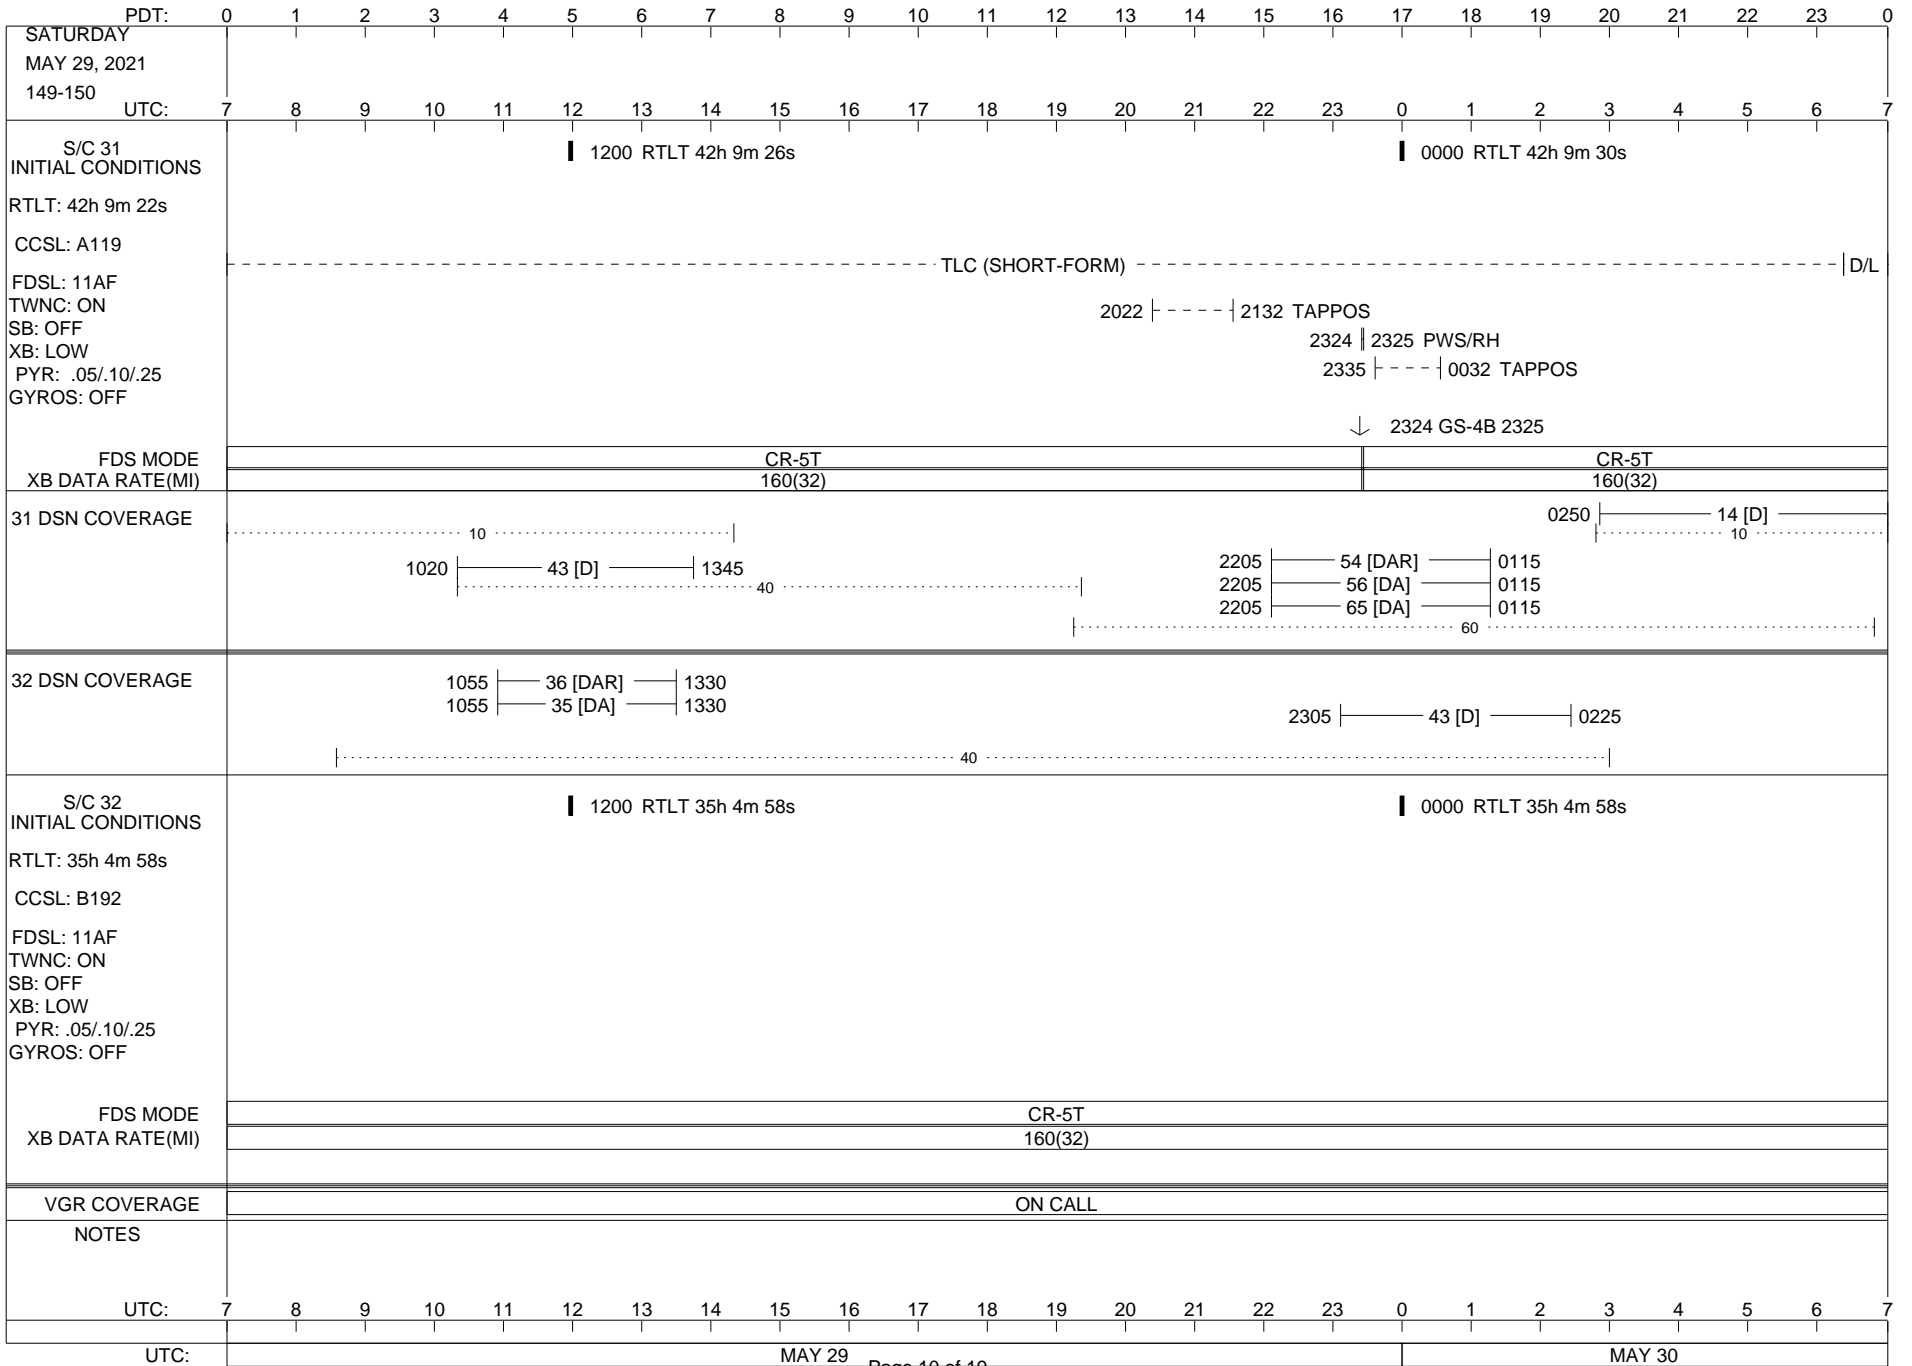 PDT: 0 1 2 3 4 5 6 7 8 9 10 11 12 13 14 15 16 17 18 19 20 21 22 23 0
SATURDAY
MAY 29, 2021
149-150
UTC: 7 8 9 10 11 12 13 14 15 16 17 18 19 20 21 22 23 0 1 2 3 4 5 6 7
S/C 31
INITIAL CONDITIONS
1200 RTLT 42h 9m 26s
0000 RTLT 42h 9m 30s
RTLT: 42h 9m 22s
CCSL: A119
TLC (SHORT-FORM) D/L
FDSL: 11AF
TWNC: ON
2022 2132 TAPPOS
SB: OFF
2324 2325 PWS/RH
XB: LOW
PYR: .05/.10/.25
2335 0032 TAPPOS
GYROS: OFF
2324 GS-4B 2325
FDS MODE CR-5T CR-5T
XB DATA RATE(MI) 160(32) 160(32)
31 DSN COVERAGE
0250 14 [D]
10 10
1020 43 [D] 1345
40
2205 54 [DAR] 0115
2205 56 [DA] 0115
2205 65 [DA] 0115
60
32 DSN COVERAGE
1055 36 [DAR] 1330
1055 35 [DA] 1330
2305 43 [D] 0225
40
S/C 32
INITIAL CONDITIONS
1200 RTLT 35h 4m 58s
0000 RTLT 35h 4m 58s
RTLT: 35h 4m 58s
CCSL: B192
FDSL: 11AF
TWNC: ON
SB: OFF
XB: LOW
PYR: .05/.10/.25
GYROS: OFF
FDS MODE CR-5T
XB DATA RATE(MI) 160(32)
VGR COVERAGE ON CALL
NOTES
UTC: 7 8 9 10 11 12 13 14 15 16 17 18 19 20 21 22 23 0 1 2 3 4 5 6 7
UTC: MAY 29 MAY 30
Page 10 of 10